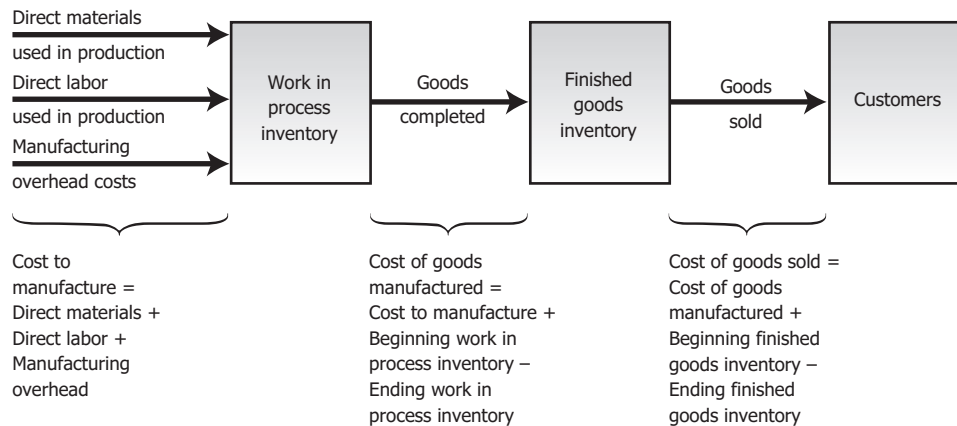 Direct materials
used in production
Direct labor
used in production
Manufacturing
overhead costs
Work in
process
inventory
Goods
completed
Finished
goods
inventory
Goods
sold
Customers
Cost to
manufacture =
Direct materials +
Direct labor +
Manufacturing
overhead
Cost of goods
manufactured =
Cost to manufacture +
Beginning work in
process inventory –
Ending work in
process inventory
Cost of goods sold =
Cost of goods
manufactured +
Beginning finished
goods inventory –
Ending finished
goods inventory